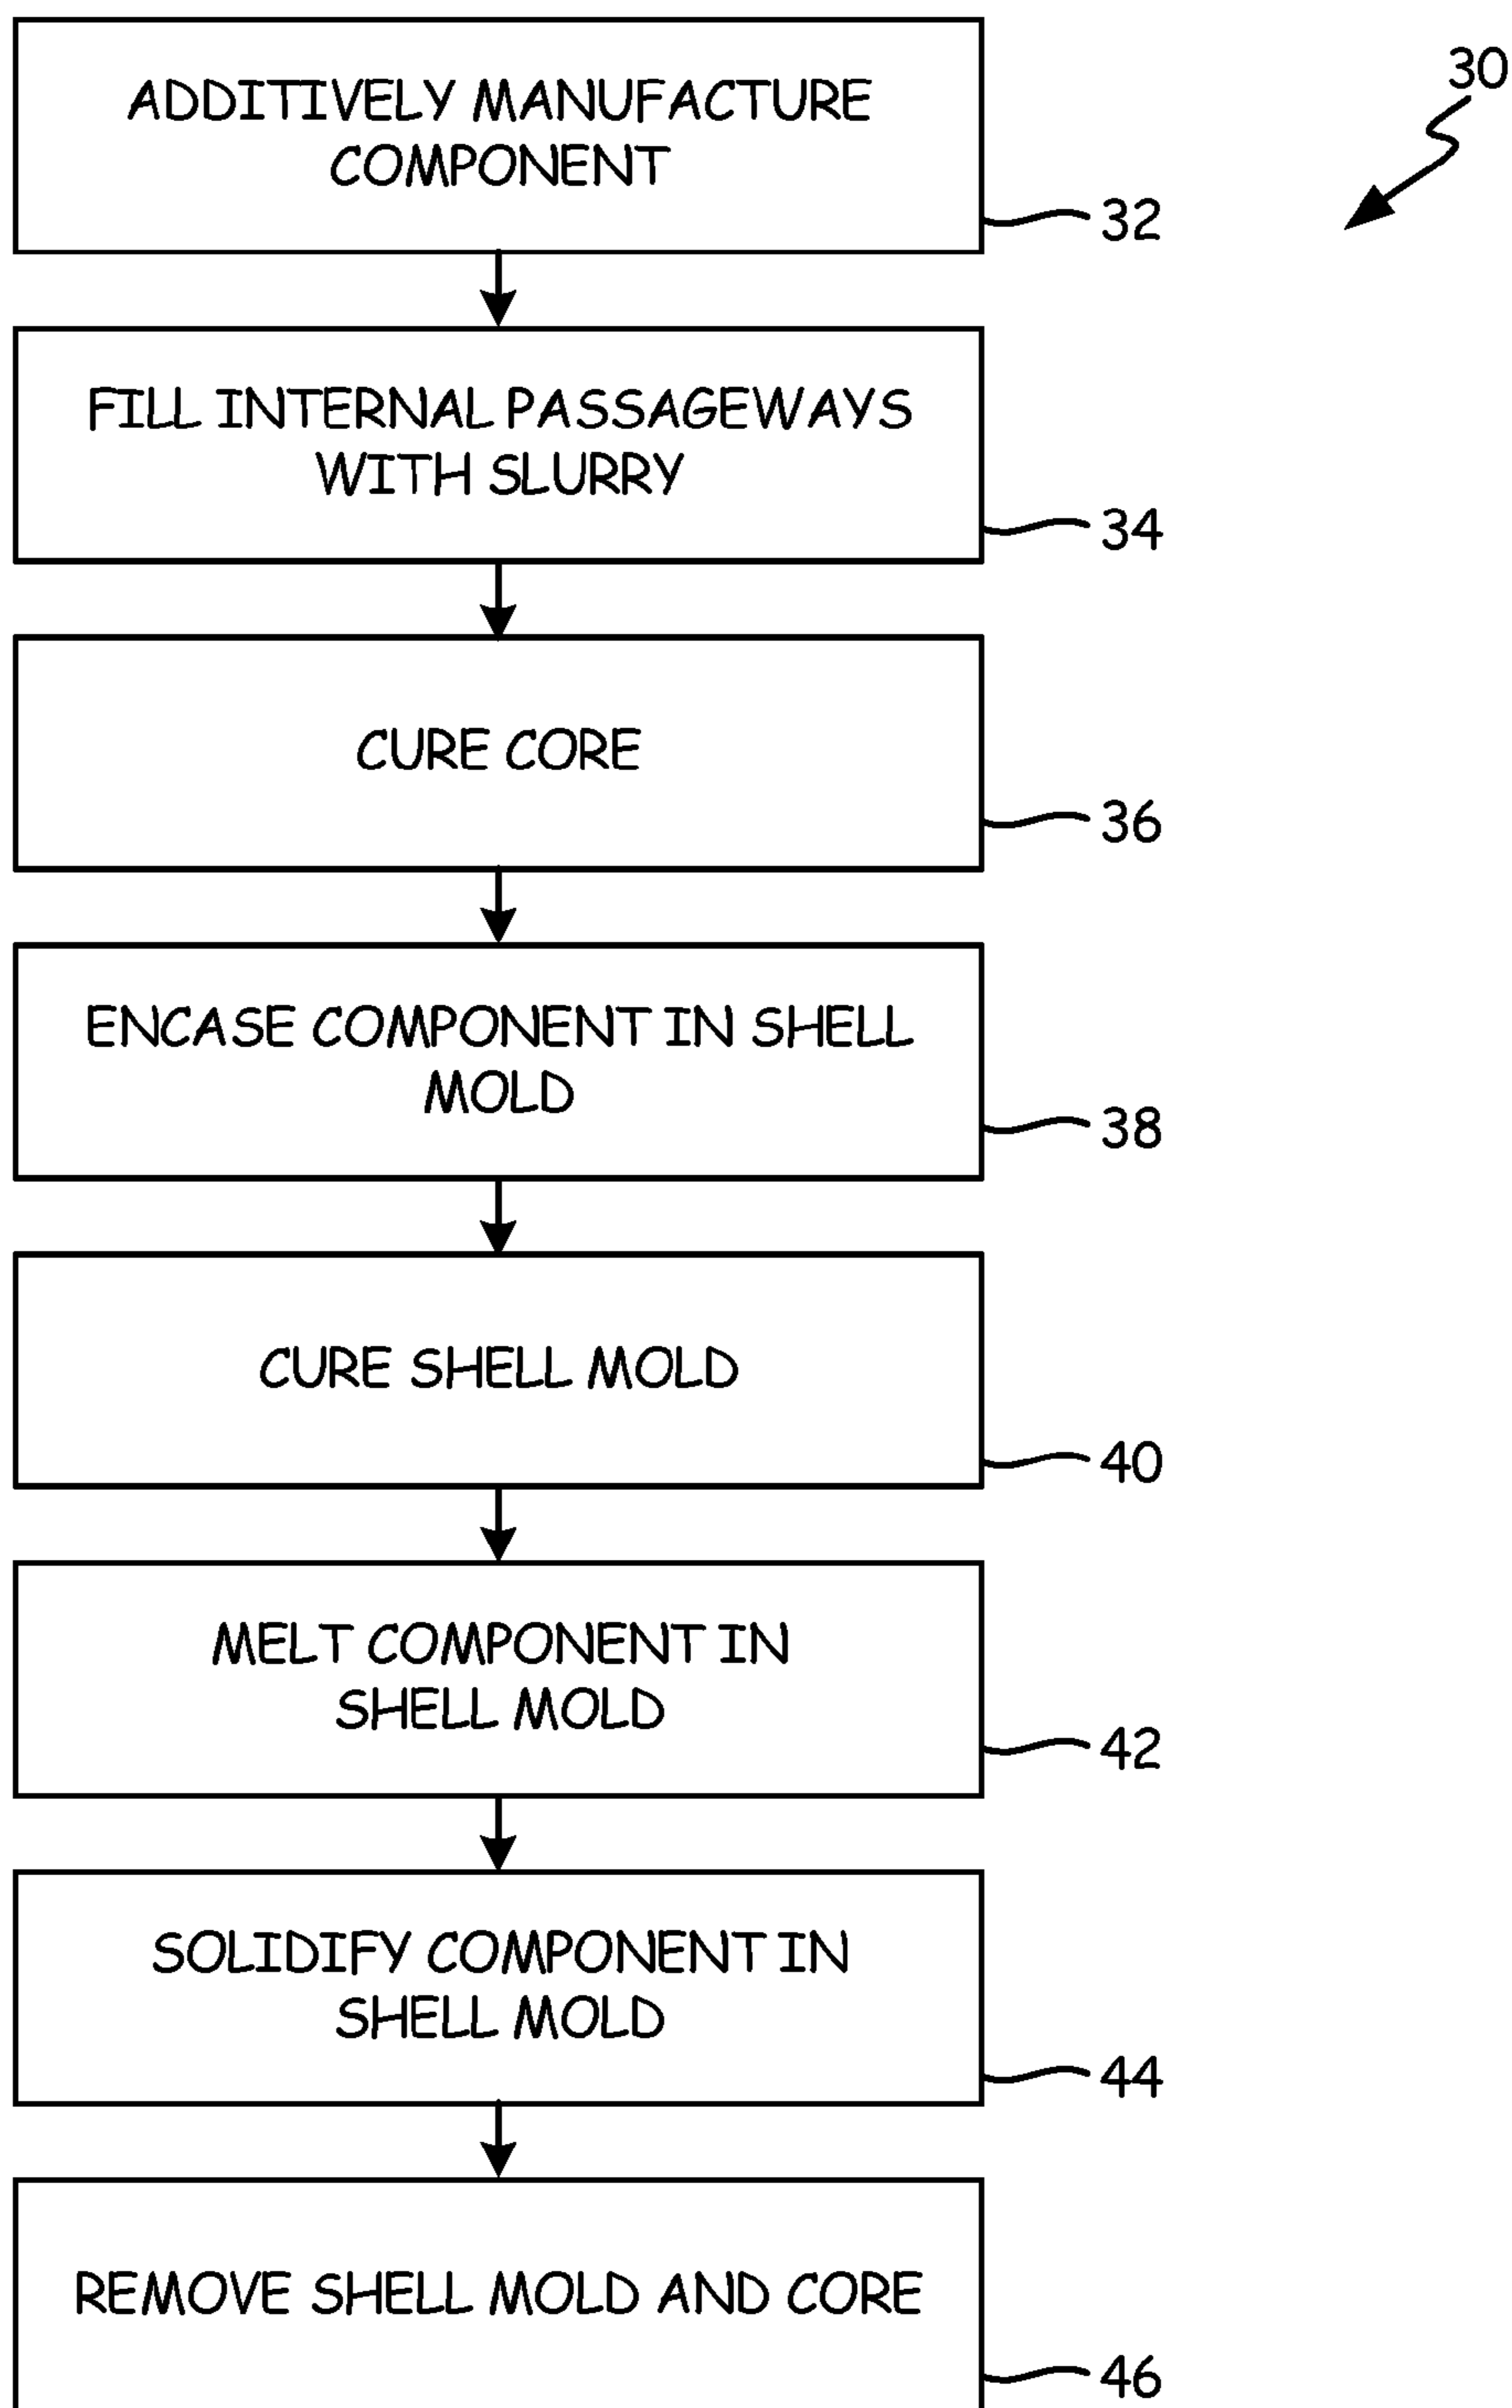 30
ADDITIVELY MANUFACTURE
COMPONENT
32
FILL INTERNAL PASSAGEWAYS
WITH SLURRY
34
CURE CORE
36
ENCASE COMPONENT IN SHELL
MOLD
38
CURE SHELL MOLD
40
MELT COMPONENT IN
SHELL MOLD
42
SOLIDIFY COMPONENT IN
SHELL MOLD
44
REMOVE SHELL MOLD AND CORE
46